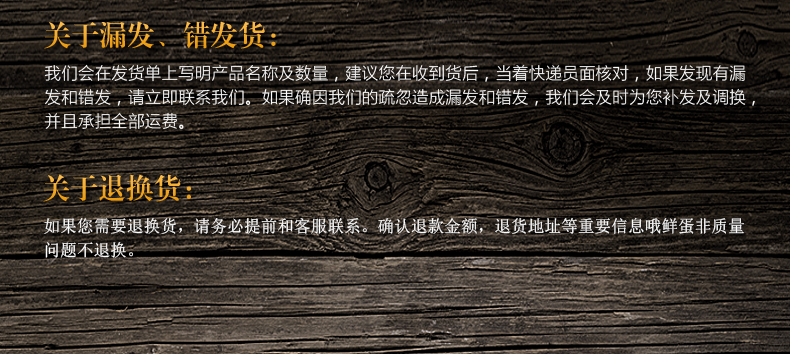 关于漏发、错发货：
我们会在发货单上写明产品名称及数量，建议您在收到货后，当着快递员面核对，如果发现有漏
发和错发，请立即联系我们。如果确因我们的疏忽造成漏发和错发，我们会及时为您补发及调换，
并且承担全部运费。
关于退换货：
如果您需要退换货，请务必提前和客服联系。确认退款金额，退货地址等重要信息哦鲜蛋非质量
问题不退换。